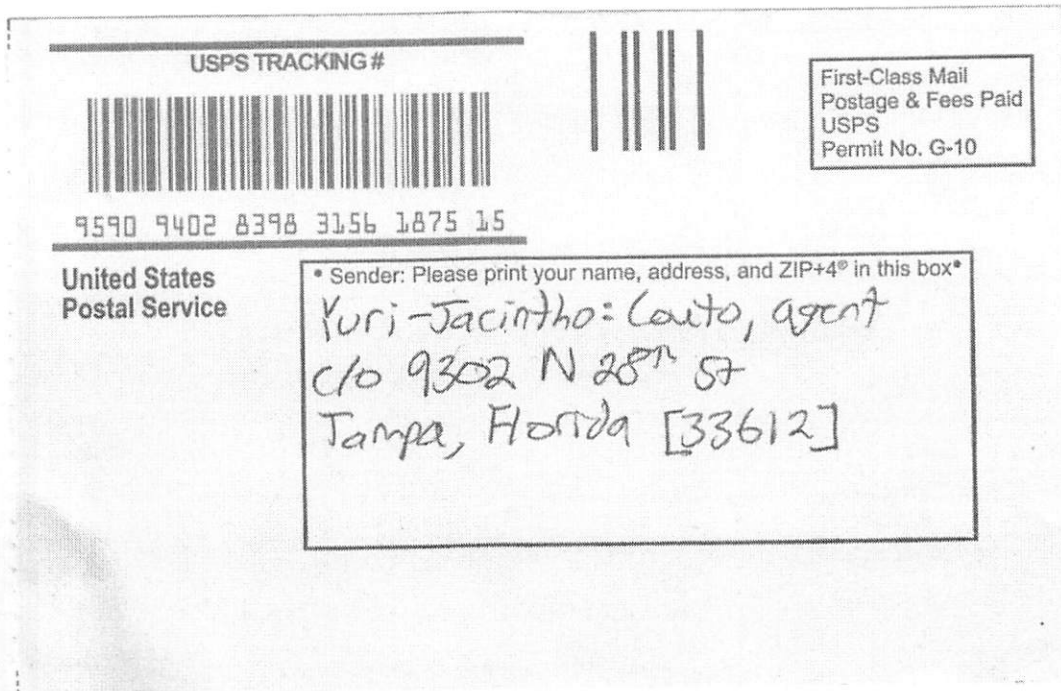 USPS TRACKING #
9590 9402 8398 3156 1875 15
First-Class Mail
Postage & Fees Paid
USPS
Permit No. G-10
United States
Postal Service
• Sender: Please print your name, address, and ZIP+4® in this box•
Yuri-Jacintho: Couto, agent
c/o 9302 N 28th St
Tampa, Florida [33612]